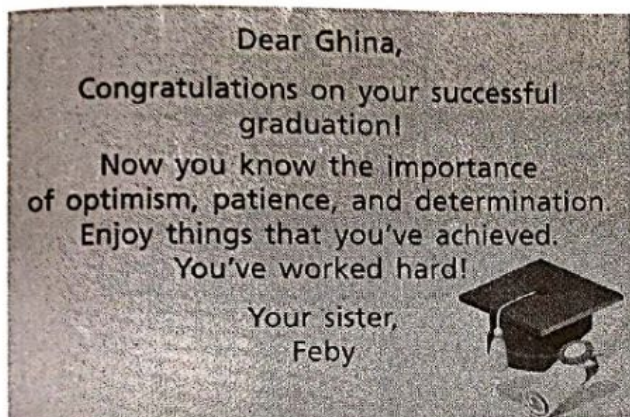 Dear Ghina,
Congratulations on your successful
graduation!
Now you know the importance
of optimism, patience, and determination.
Enjoy things that you've achieved.
You've worked hard!
Your sister,
Feby